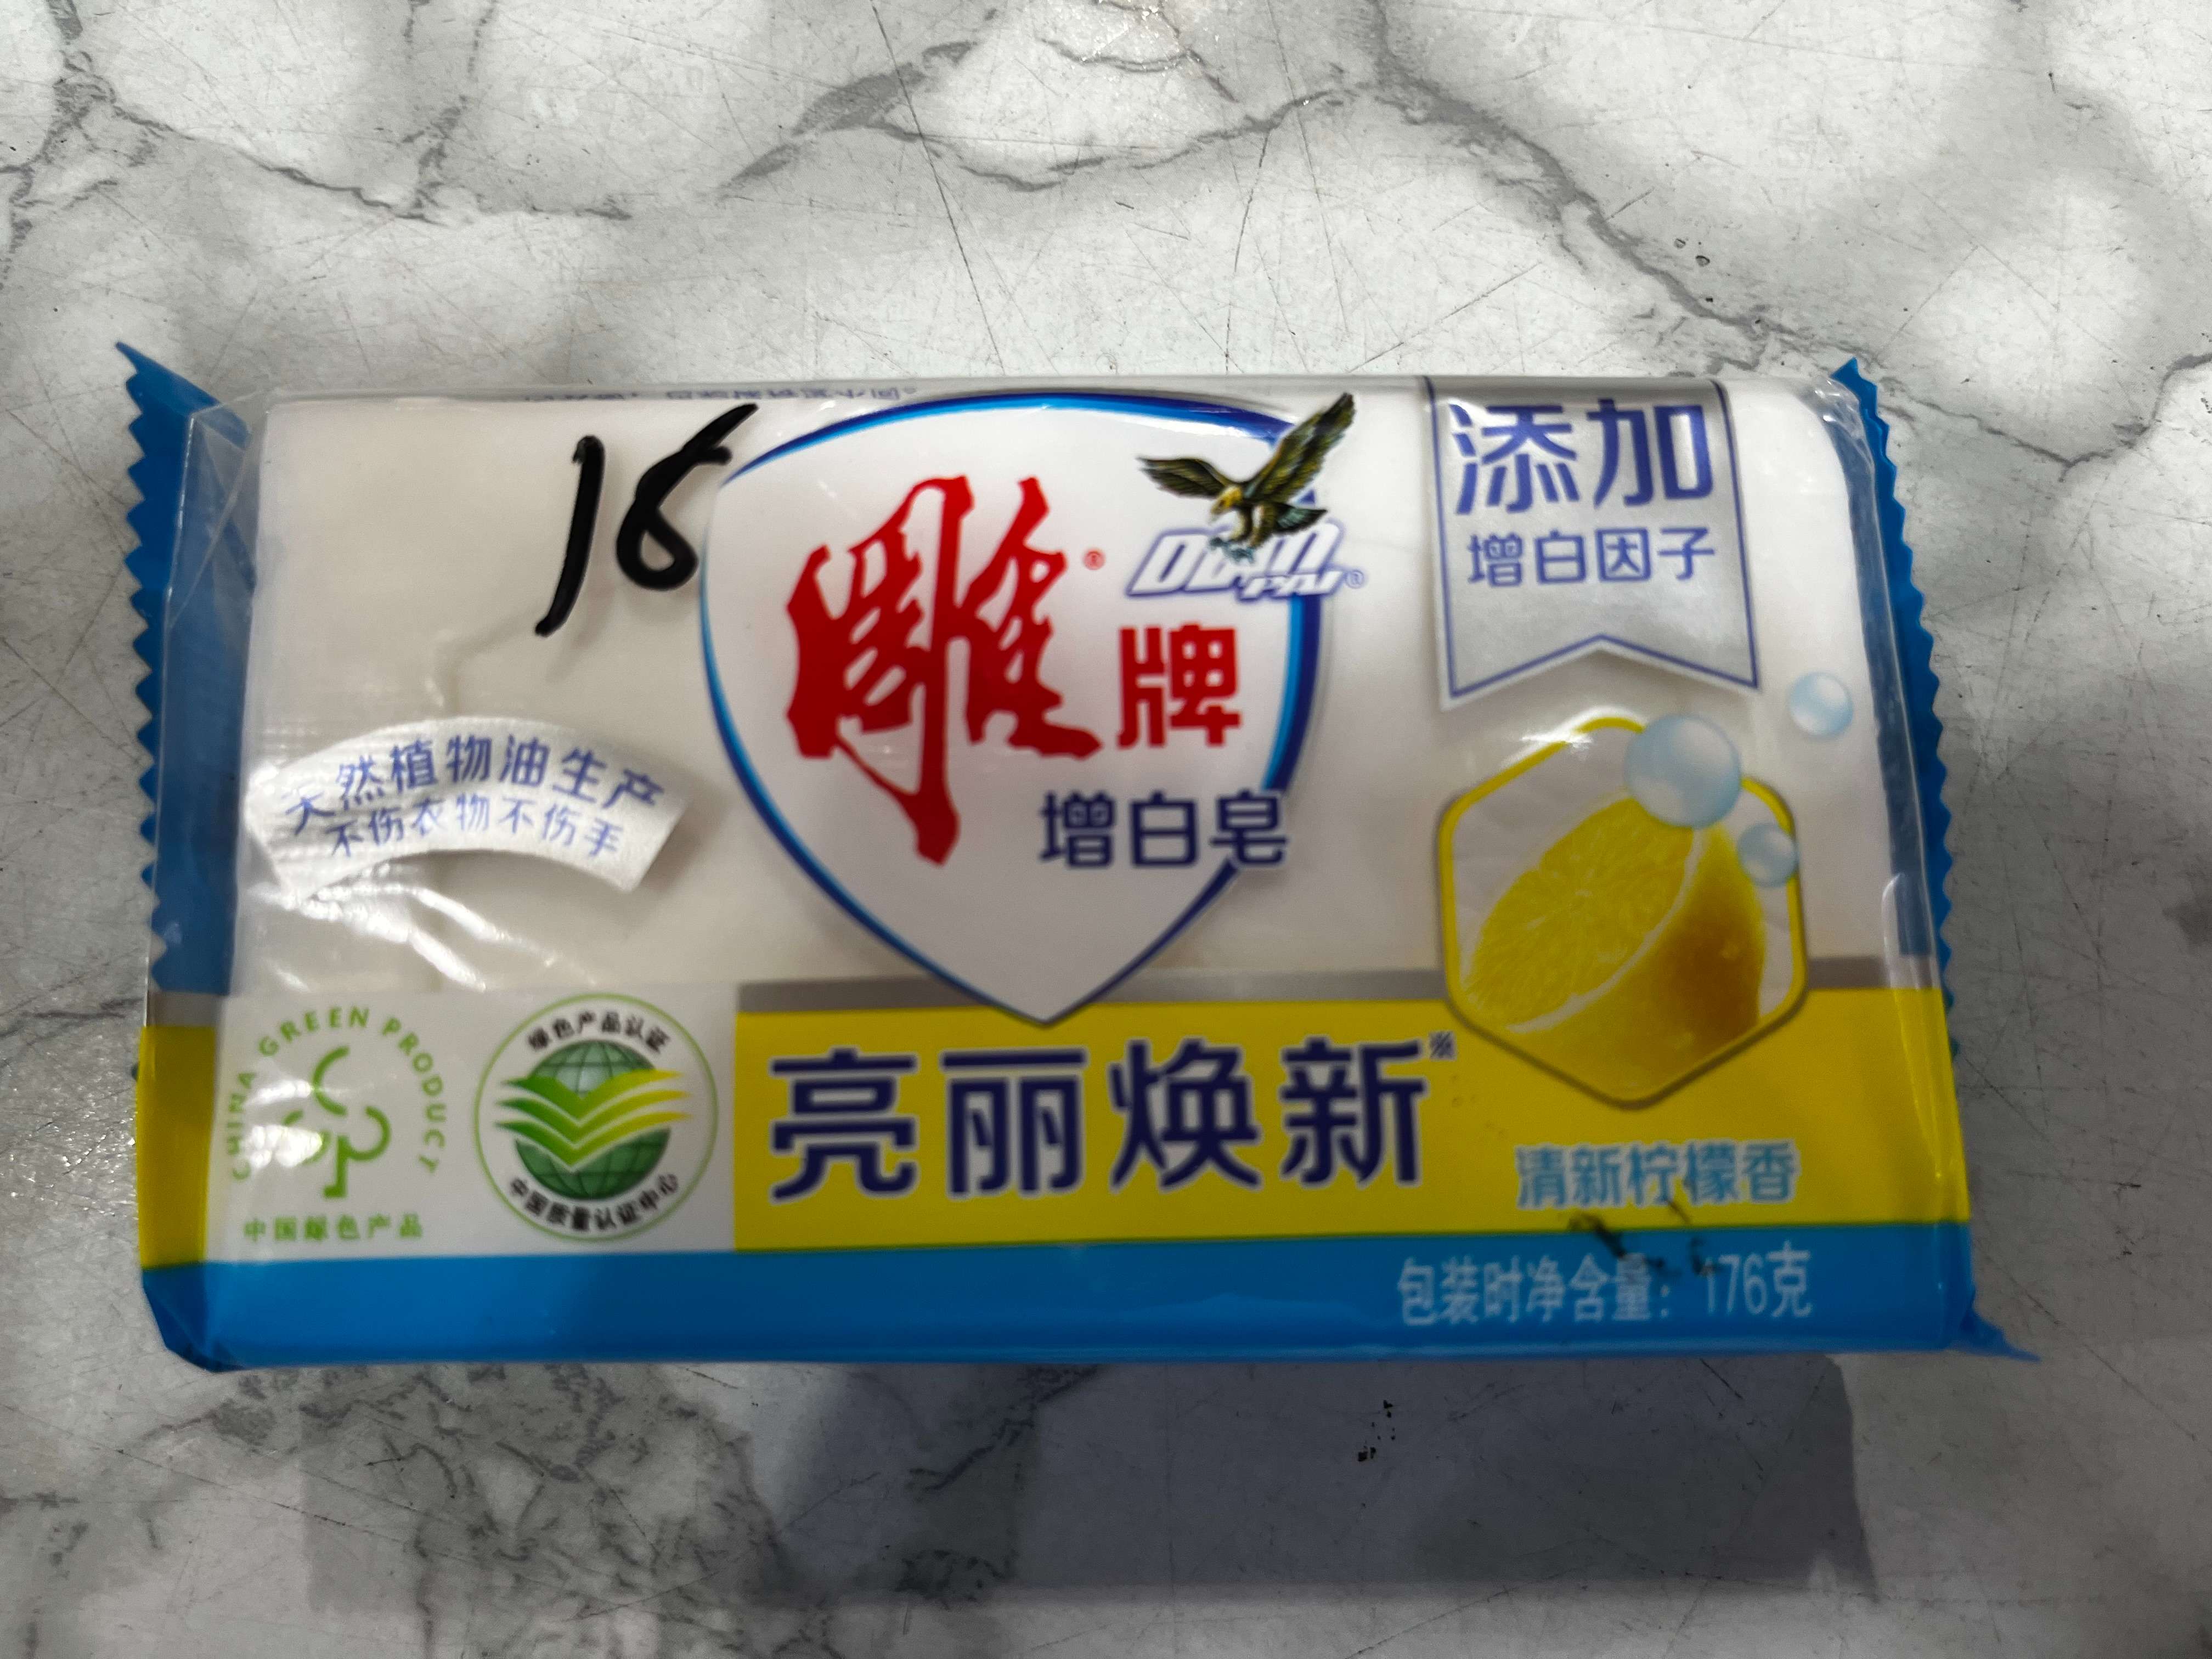 18
雕®
Diao
PAI®
牌
增白皂
添加
增白因子
天然植物油生产
不伤衣物不伤手
CHINA GREEN PRODUCT
中国绿色产品
绿色产品认证
中国质量认证中心
亮丽焕新※
清新柠檬香
包装时净含量：176克